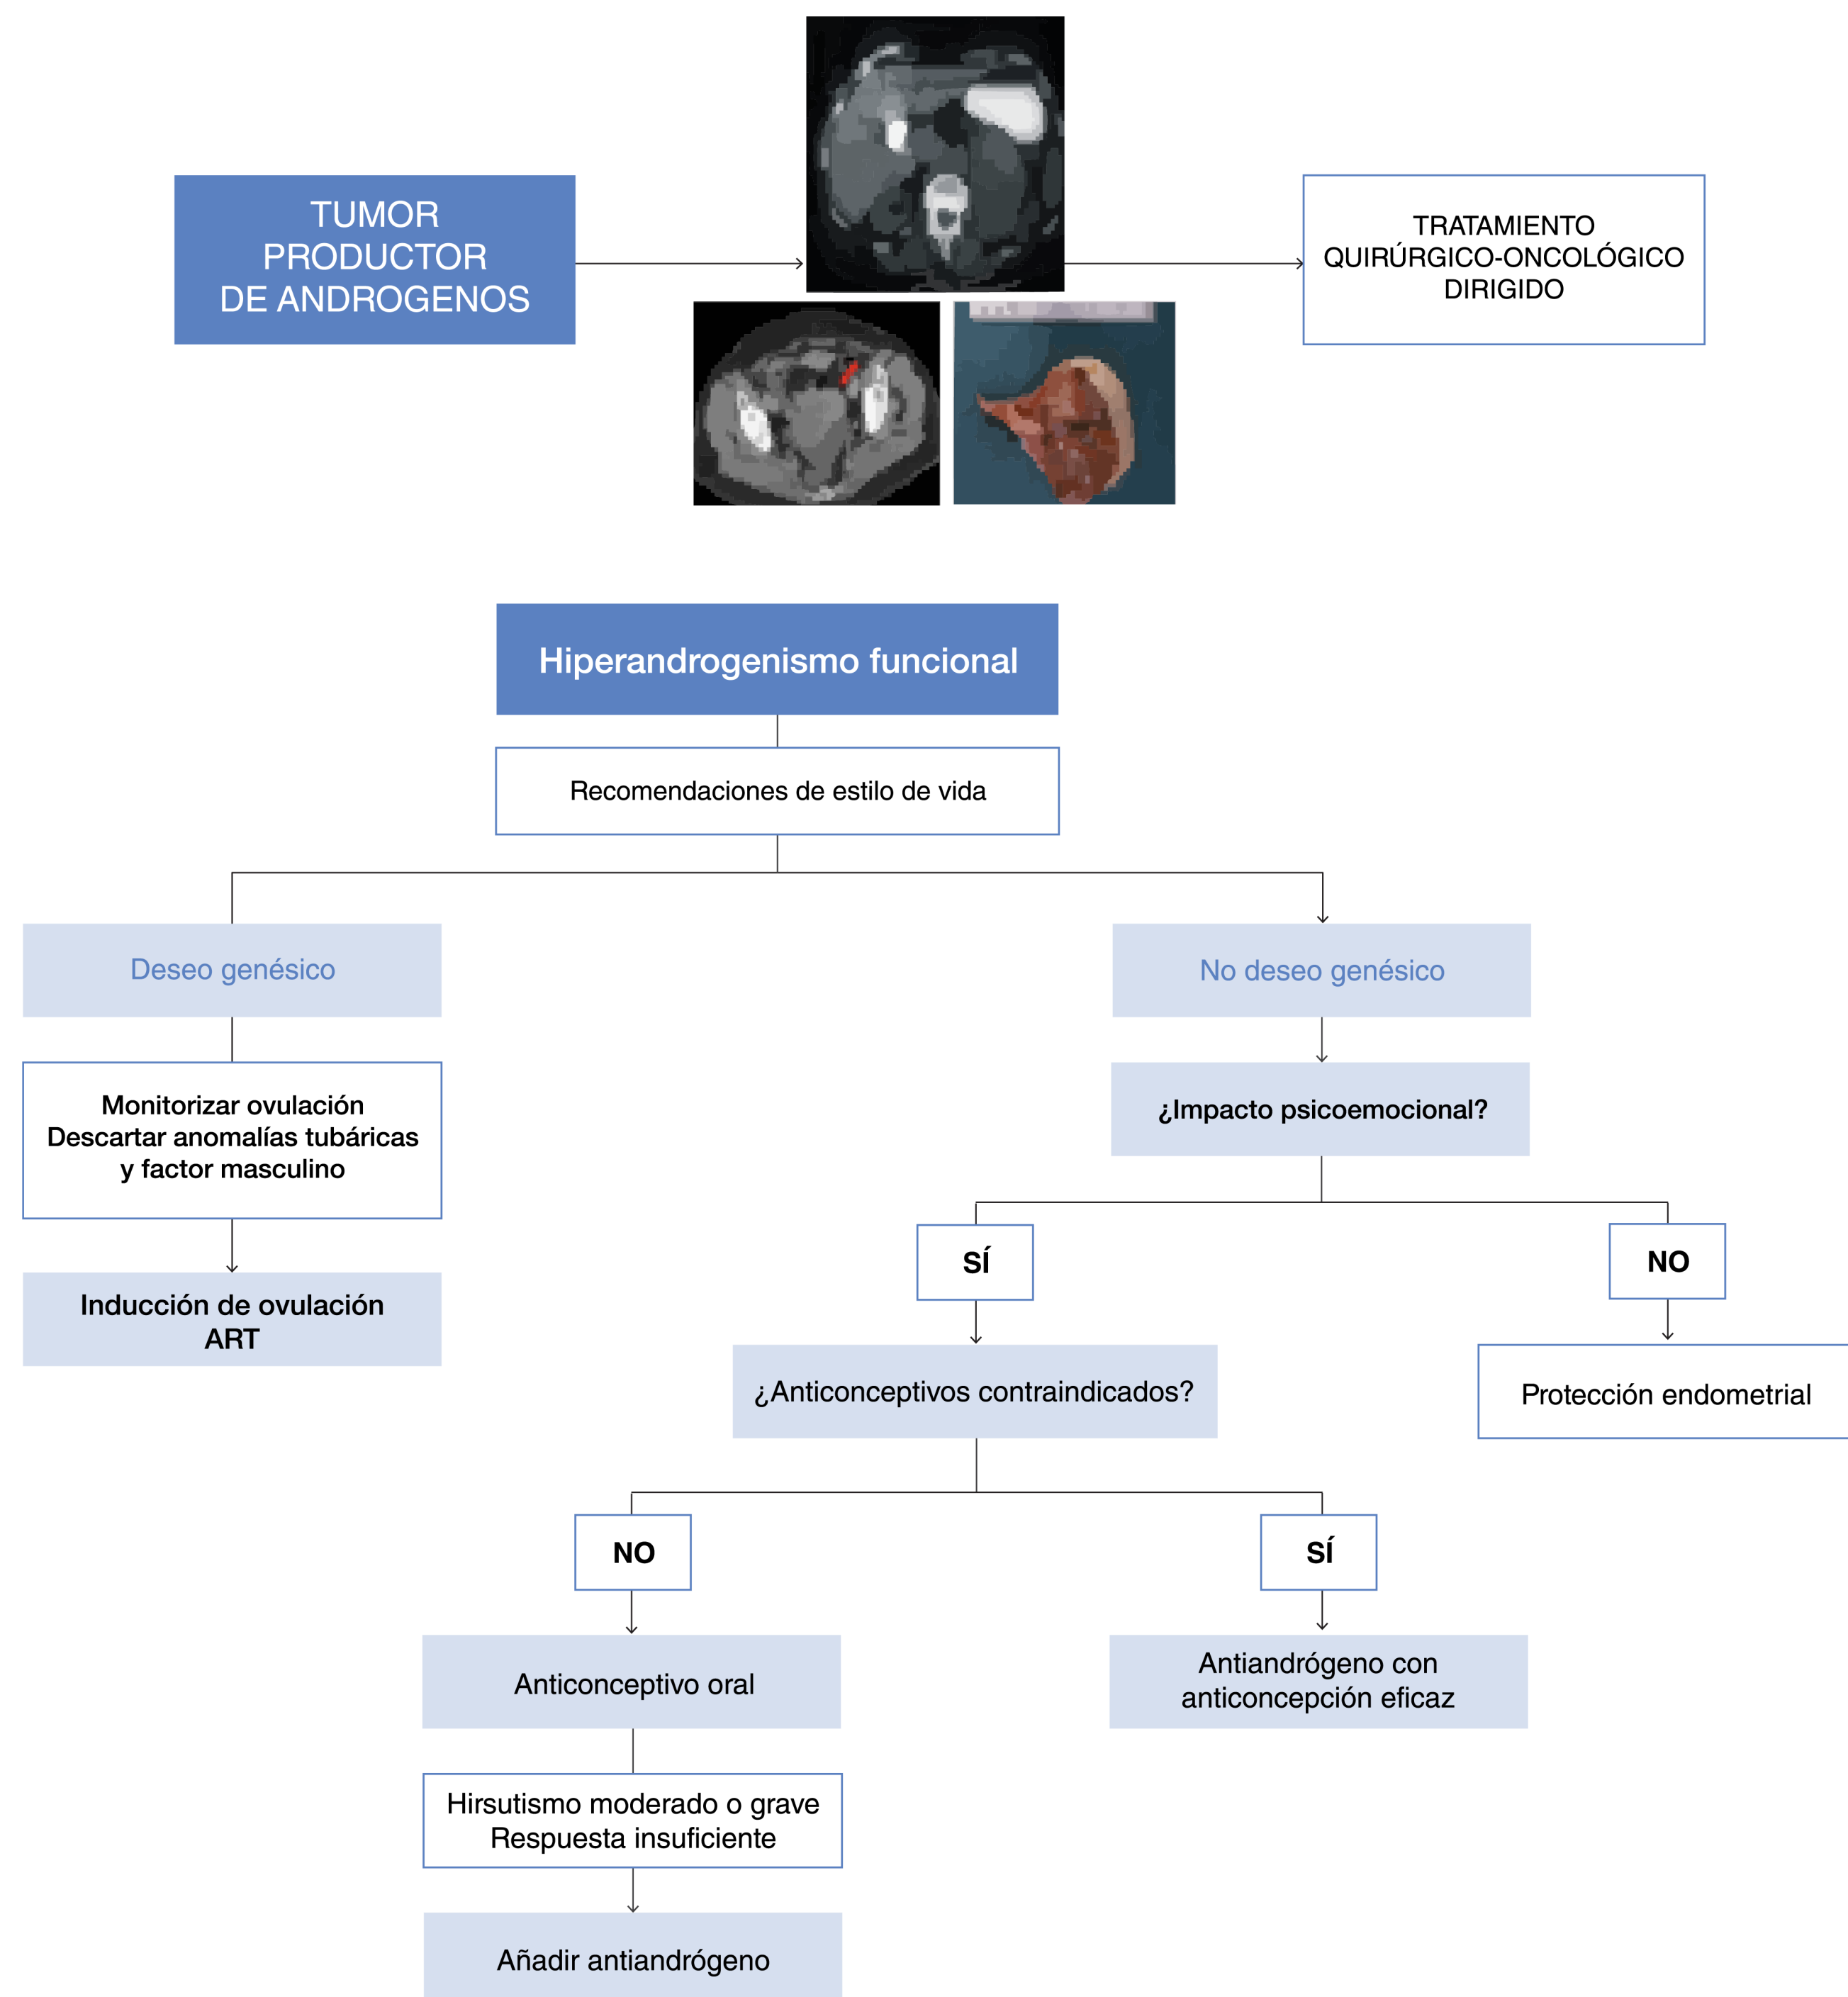 TUMOR
PRODUCTOR
DE ANDROGENOS
TRATAMIENTO
QUIRÚRGICO-ONCOLÓGICO
DIRIGIDO
Hiperandrogenismo funcional
Recomendaciones de estilo de vida
Deseo genésico
No deseo genésico
Monitorizar ovulación
Descartar anomalías tubáricas
y factor masculino
¿Impacto psicoemocional?
SÍ
NO
Inducción de ovulación
ART
¿Anticonceptivos contraindicados?
Protección endometrial
NO
SÍ
Anticonceptivo oral
Antiandrógeno con
anticoncepción eficaz
Hirsutismo moderado o grave
Respuesta insuficiente
Añadir antiandrógeno